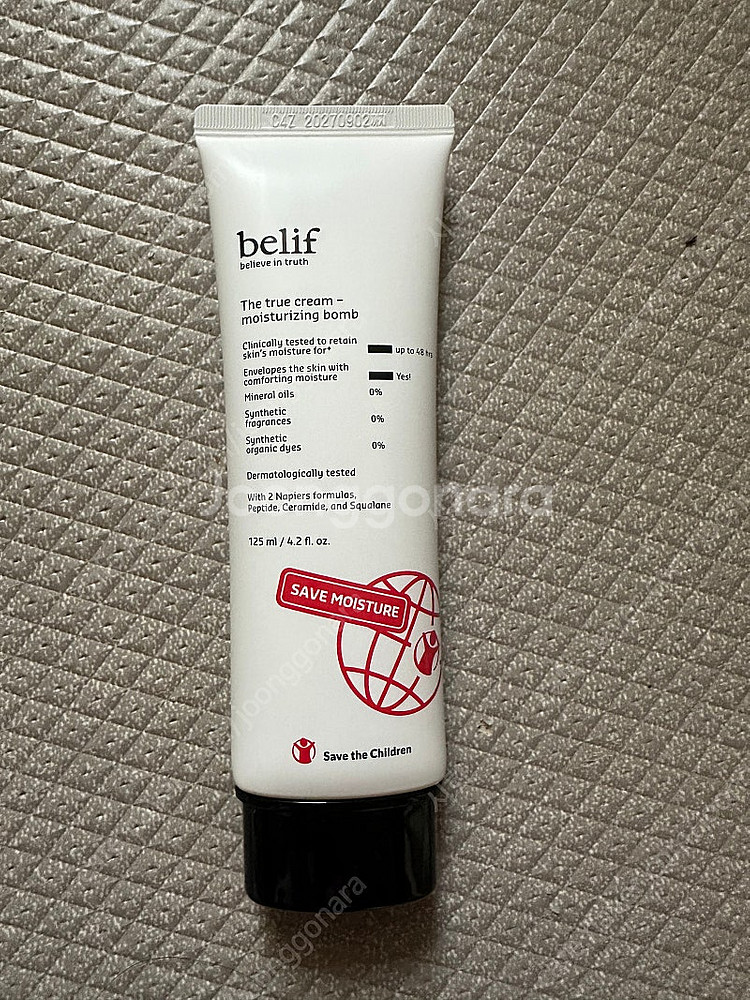 C4Z 20270902
belif
believe in truth
The true cream –
moisturizing bomb
Clinically tested to retain
skin's moisture for* up to 48 hrs
Envelopes the skin with
comforting moisture Yes!
Mineral oils 0%
Synthetic
fragrances 0%
Synthetic
organic dyes 0%
Dermatologically tested
With 2 Napiers formulas,
Peptide, Ceramide, and Squalane
Joonggonara
125 ml / 4.2 fl. oz.
SAVE MOISTURE
Save the Children
joonggonara
joonggonara